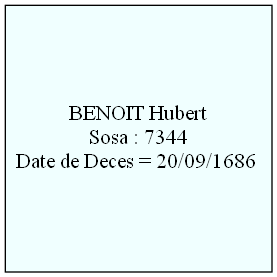 BENOIT Hubert
Sosa : 7344
Date de Deces = 20/09/1686